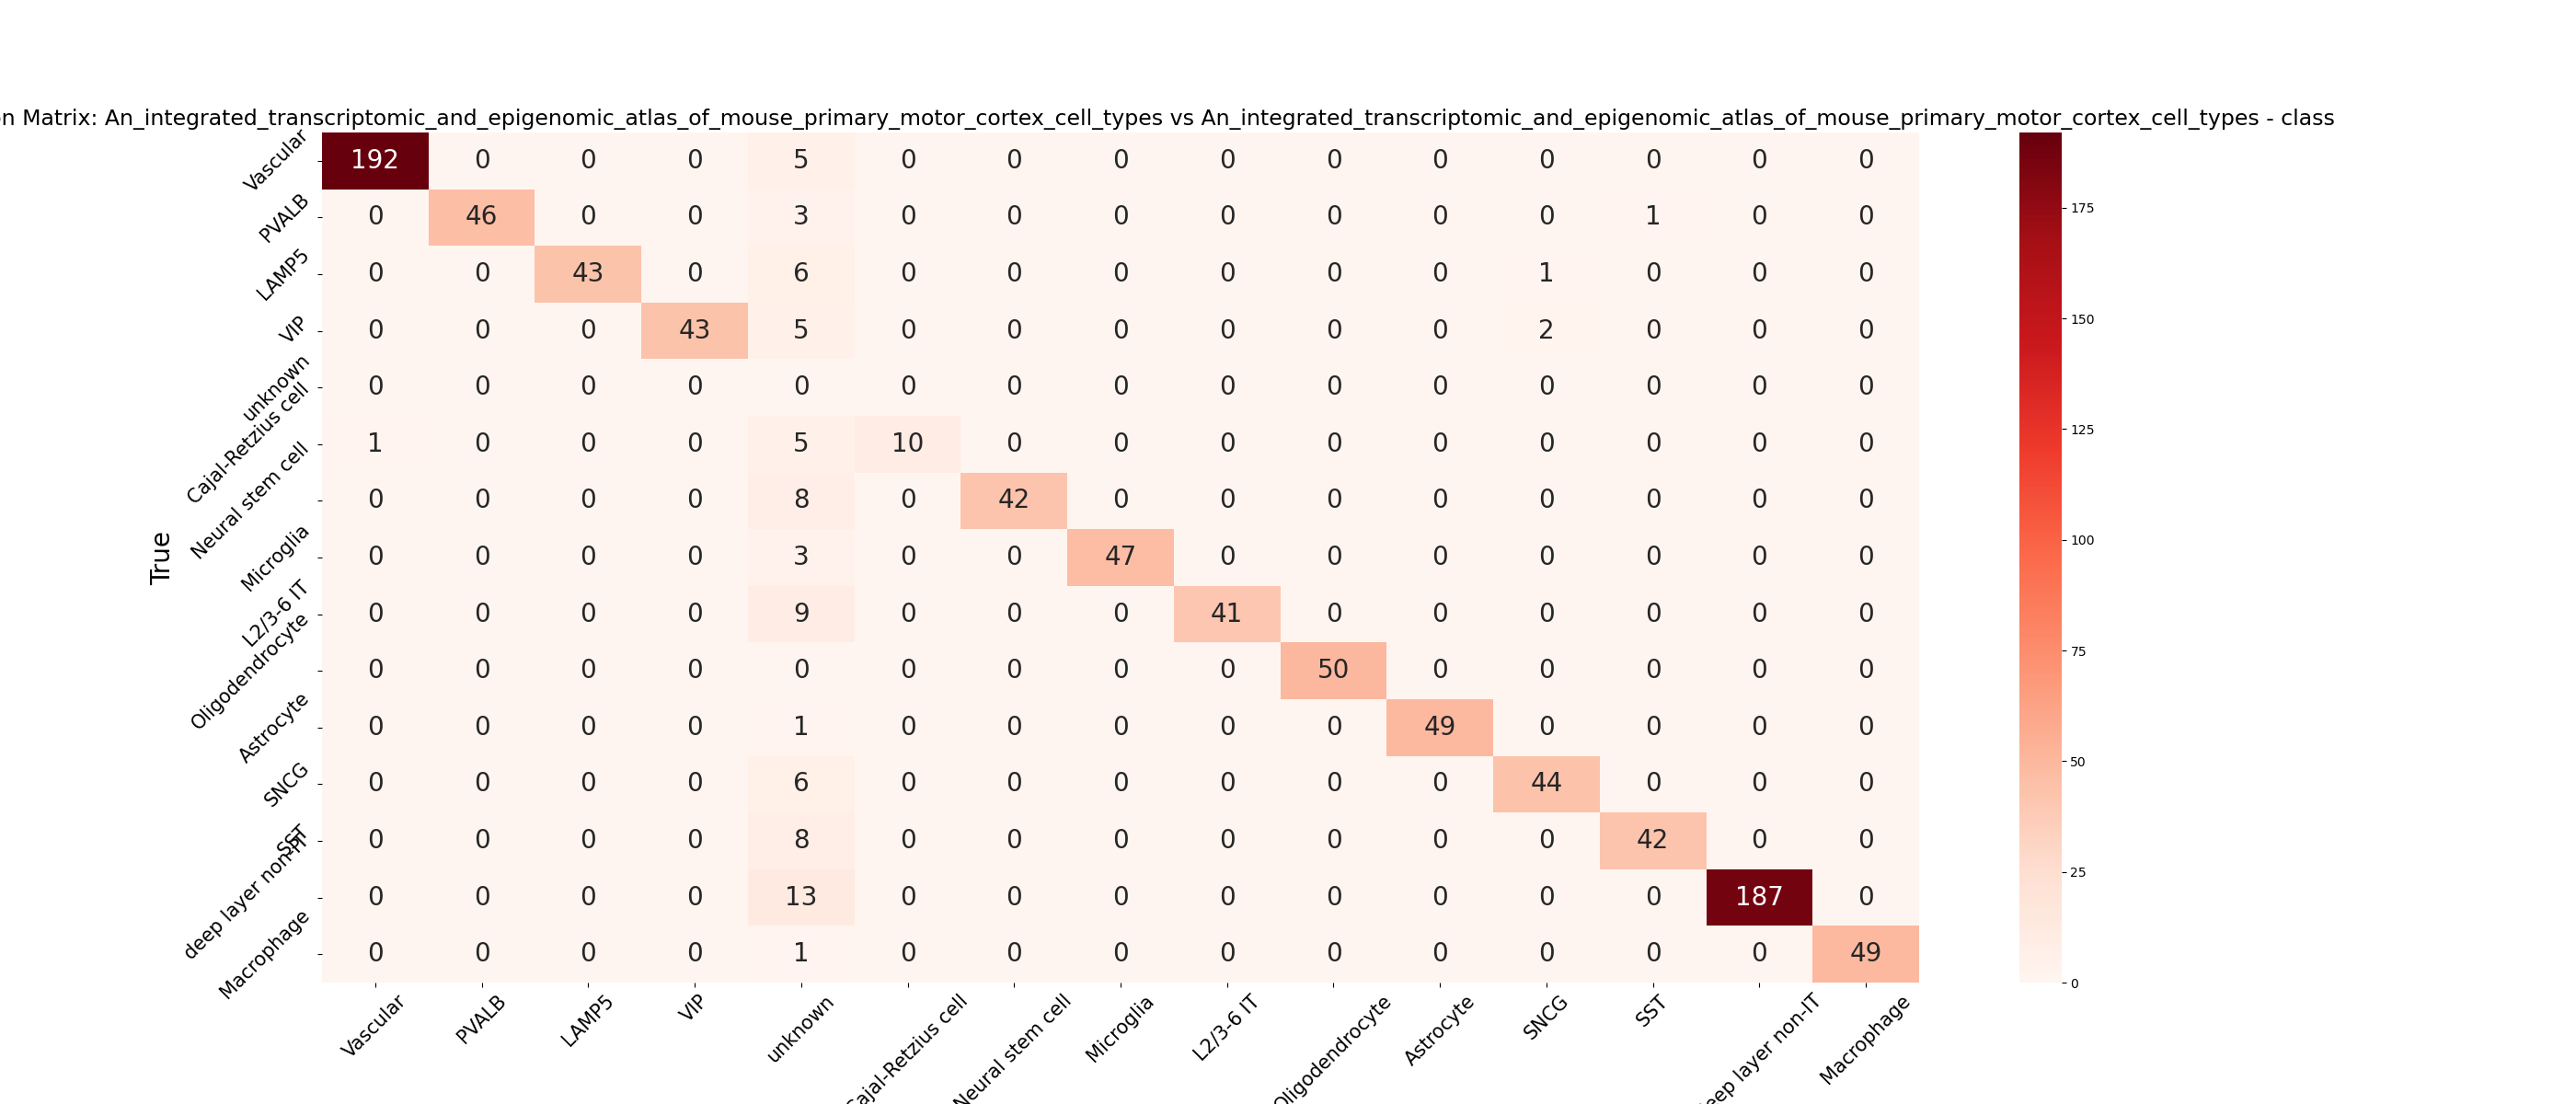 n Matrix: An_integrated_transcriptomic_and_epigenomic_atlas_of_mouse_primary_motor_cortex_cell_types vs An_integrated_transcriptomic_and_epigenomic_atlas_of_mouse_primary_motor_cortex_cell_types - class
Vascular 192 0 0 0 5 0 0 0 0 0 0 0 0 0 0
PVALB 0 46 0 0 3 0 0 0 0 0 0 0 1 0 0
LAMP5 0 0 43 0 6 0 0 0 0 0 0 1 0 0 0
VIP 0 0 0 43 5 0 0 0 0 0 0 2 0 0 0
unknown 0 0 0 0 0 0 0 0 0 0 0 0 0 0 0
Cajal-Retzius cell 1 0 0 0 5 10 0 0 0 0 0 0 0 0 0
Neural stem cell 0 0 0 0 8 0 42 0 0 0 0 0 0 0 0
Microglia 0 0 0 0 3 0 0 47 0 0 0 0 0 0 0
L2/3-6 IT 0 0 0 0 9 0 0 0 41 0 0 0 0 0 0
Oligodendrocyte 0 0 0 0 0 0 0 0 0 50 0 0 0 0 0
Astrocyte 0 0 0 0 1 0 0 0 0 0 49 0 0 0 0
SNCG 0 0 0 0 6 0 0 0 0 0 0 44 0 0 0
SST 0 0 0 0 8 0 0 0 0 0 0 0 42 0 0
deep layer non-IT 0 0 0 0 13 0 0 0 0 0 0 0 0 187 0
Macrophage 0 0 0 0 1 0 0 0 0 0 0 0 0 0 49
True
Vascular
PVALB
LAMP5
VIP
unknown
Cajal-Retzius cell
Neural stem cell
Microglia
L2/3-6 IT
Oligodendrocyte
Astrocyte
SNCG
SST
eep layer non-IT
Macrophage
175
150
125
100
75
50
25
0